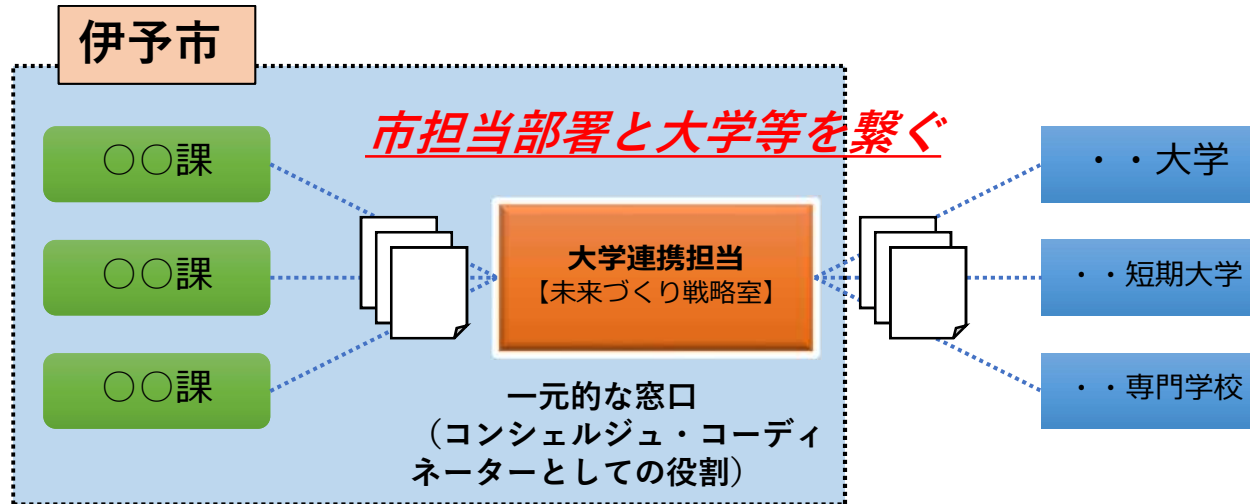 伊予市
市担当部署と大学等を繋ぐ
○○課
○○課
○○課
大学連携担当
【未来づくり戦略室】
一元的な窓口
（コンシェルジュ・コーディ
ネーターとしての役割）
・・大学
・・短期大学
・・専門学校